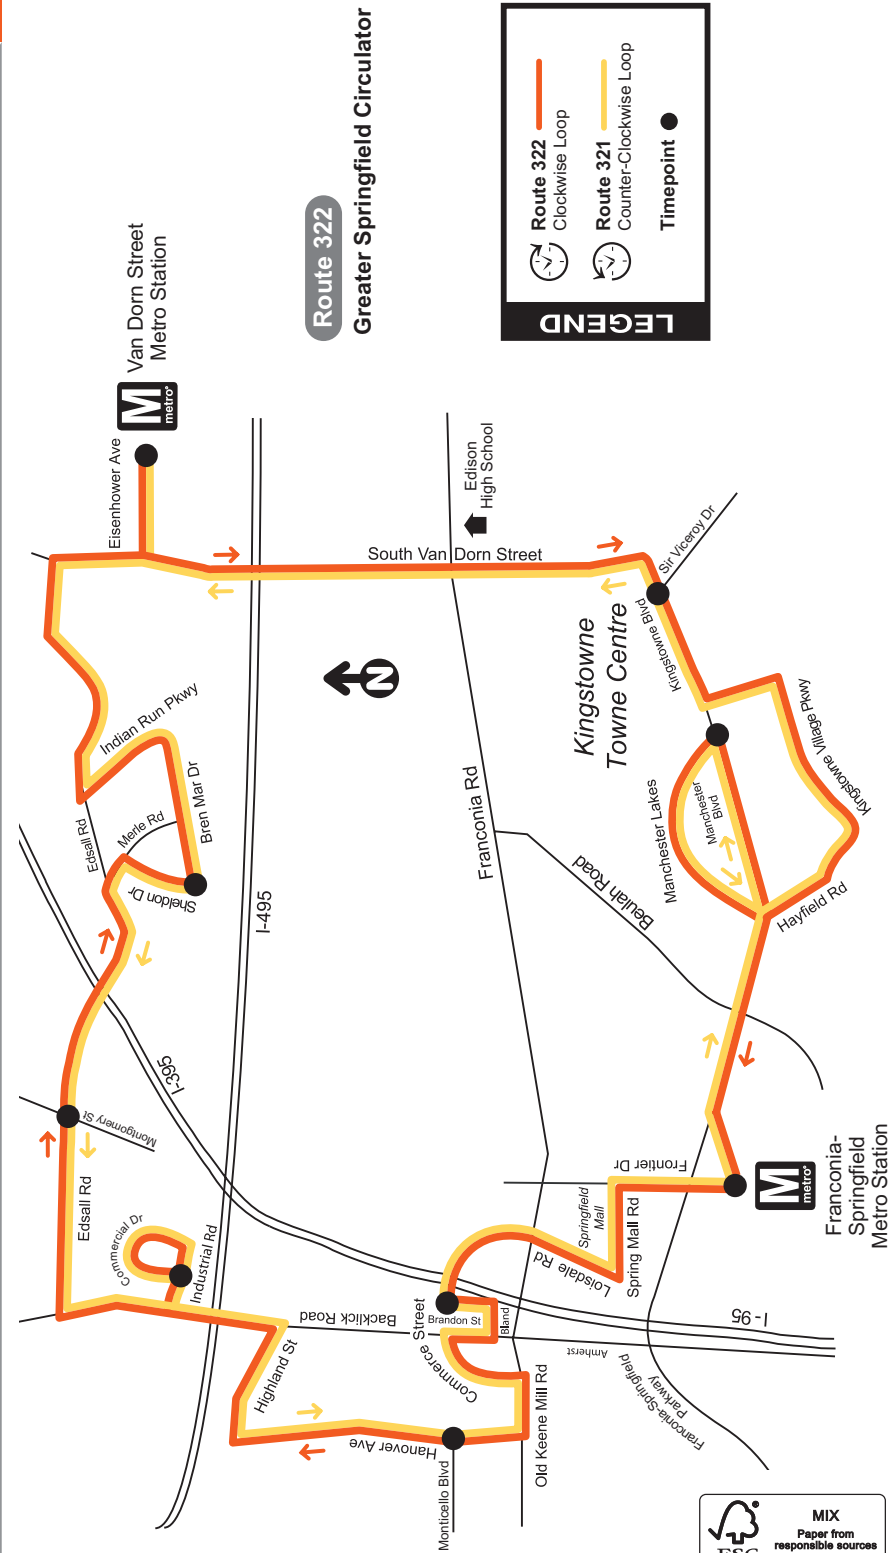 Route 322
Greater Springfield Circulator
LEGEND
Route 322
Clockwise Loop
Route 321
Counter-Clockwise Loop
Timepoint
Van Dorn Street
Metro Station
M
metro®
Eisenhower Ave
Edison
High School
South Van Dorn Street
Sir Viceroy Dr
Kingstowne Blvd
Kingstowne
Towne Centre
N
Indian Run Pkwy
Edsall Rd
Merle Rd
Bren Mar Dr
Sheldon Dr
Franconia Rd
Manchester Lakes
Manchester
Blvd
Kingstowne Village Pkwy
Hayfield Rd
Beulah Road
I-495
I-395
Montgomery St
Edsall Rd
Commercial Dr
Industrial Rd
Frontier Dr
Springfield
Mall
Spring Mall Rd
Loisdale Rd
M
metro®
Franconia-
Springfield
Metro Station
Highland St
Backlick Road
Commerce Street
Brandon St
Bland
Amherst
I-95
Franconia-Springfield
Parkway
Hanover Ave
Monticello Blvd
Old Keene Mill Rd
MIX
Paper from
responsible sources
FSC